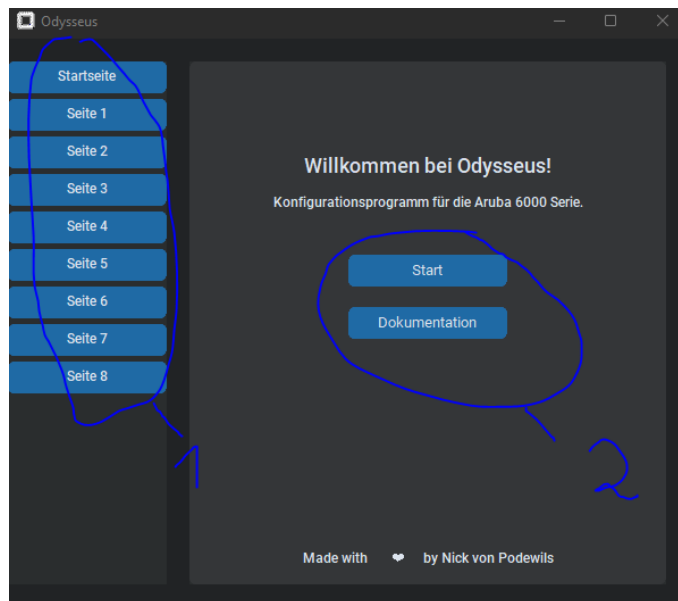 Odysseus
Startseite
Seite 1
Seite 2
Seite 3
Seite 4
Seite 5
Seite 6
Seite 7
Seite 8
1
Willkommen bei Odysseus!
Konfigurationsprogramm für die Aruba 6000 Serie.
Start
Dokumentation
2
Made with ❤ by Nick von Podewils